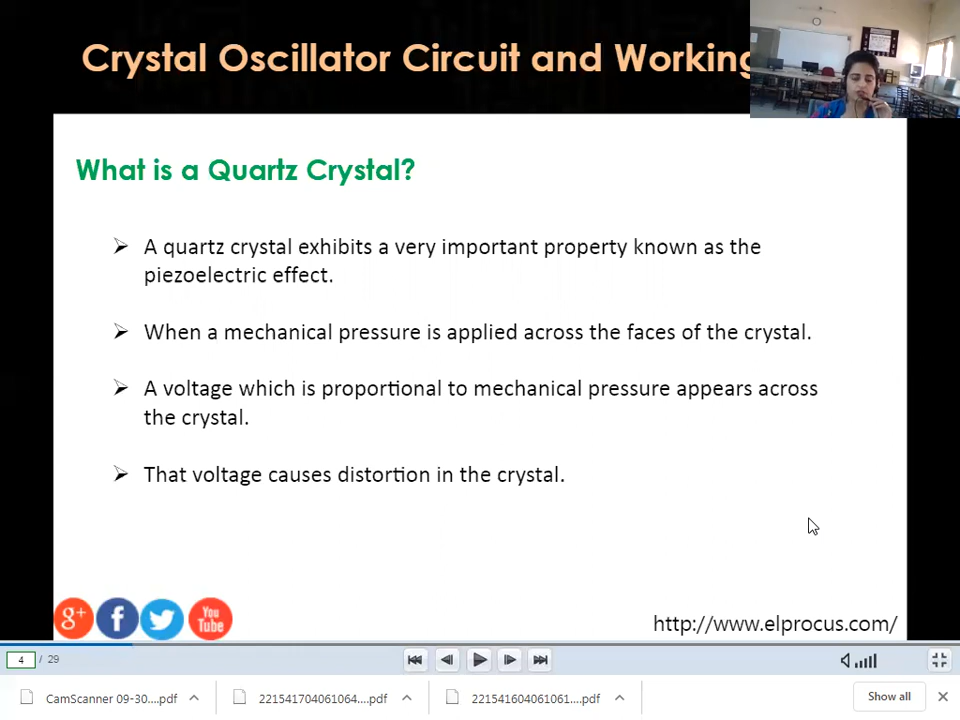 Crystal Oscillator Circuit and Working
What is a Quartz Crystal?
A quartz crystal exhibits a very important property known as the
piezoelectric effect.
When a mechanical pressure is applied across the faces of the crystal.
A voltage which is proportional to mechanical pressure appears across
the crystal.
That voltage causes distortion in the crystal.
g+ f You Tube
http://www.elprocus.com/
4 / 29
CamScanner 09-30....pdf
221541704061064....pdf
221541604061061....pdf
Show all